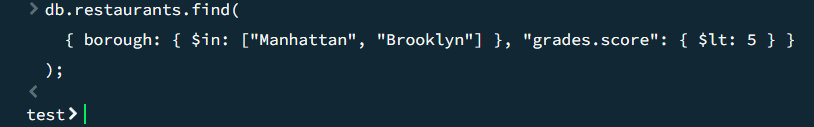 > db.restaurants.find(
{ borough: { $in: ["Manhattan", "Brooklyn"] }, "grades.score": { $lt: 5 } }
);
<
test>